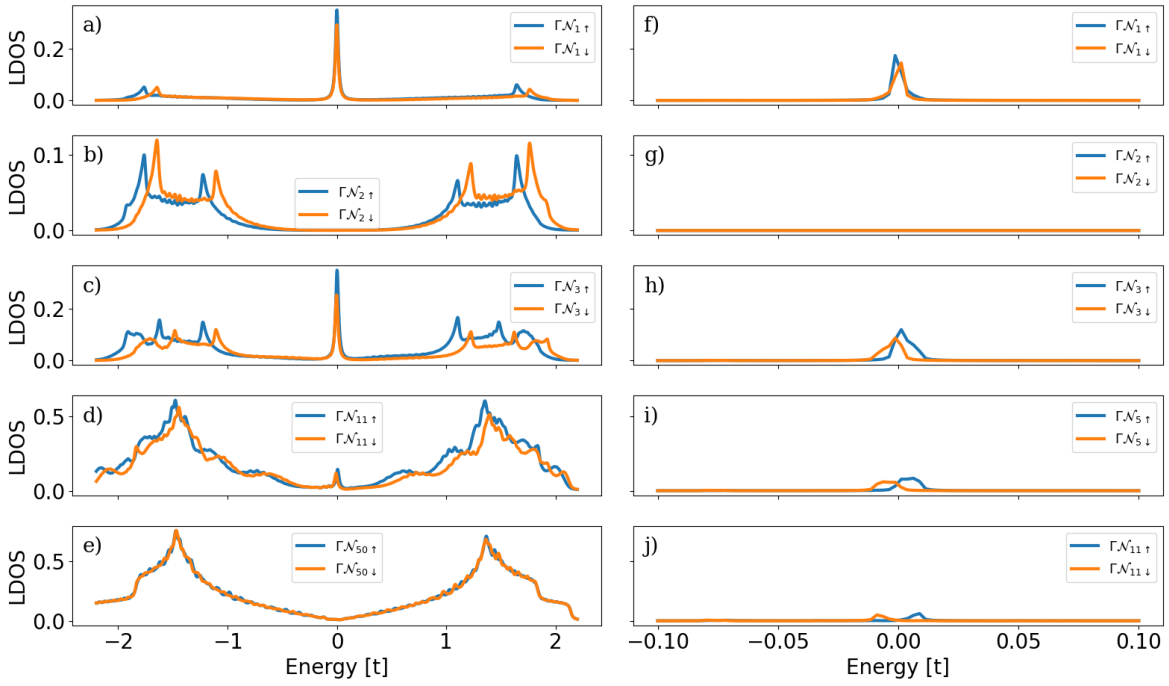 a)
LDOS
0.2
0.0
ΓN1↑
ΓN1↓
b)
LDOS
0.1
0.0
ΓN2↑
ΓN2↓
c)
LDOS
0.2
0.0
ΓN3↑
ΓN3↓
d)
LDOS
0.5
0.0
ΓN11↑
ΓN11↓
e)
LDOS
0.5
0.0
ΓN50↑
ΓN50↓
−2 −1 0 1 2
Energy [t]
f)
ΓN1↑
ΓN1↓
g)
ΓN2↑
ΓN2↓
h)
ΓN3↑
ΓN3↓
i)
ΓN5↑
ΓN5↓
j)
ΓN11↑
ΓN11↓
−0.10 −0.05 0.00 0.05 0.10
Energy [t]